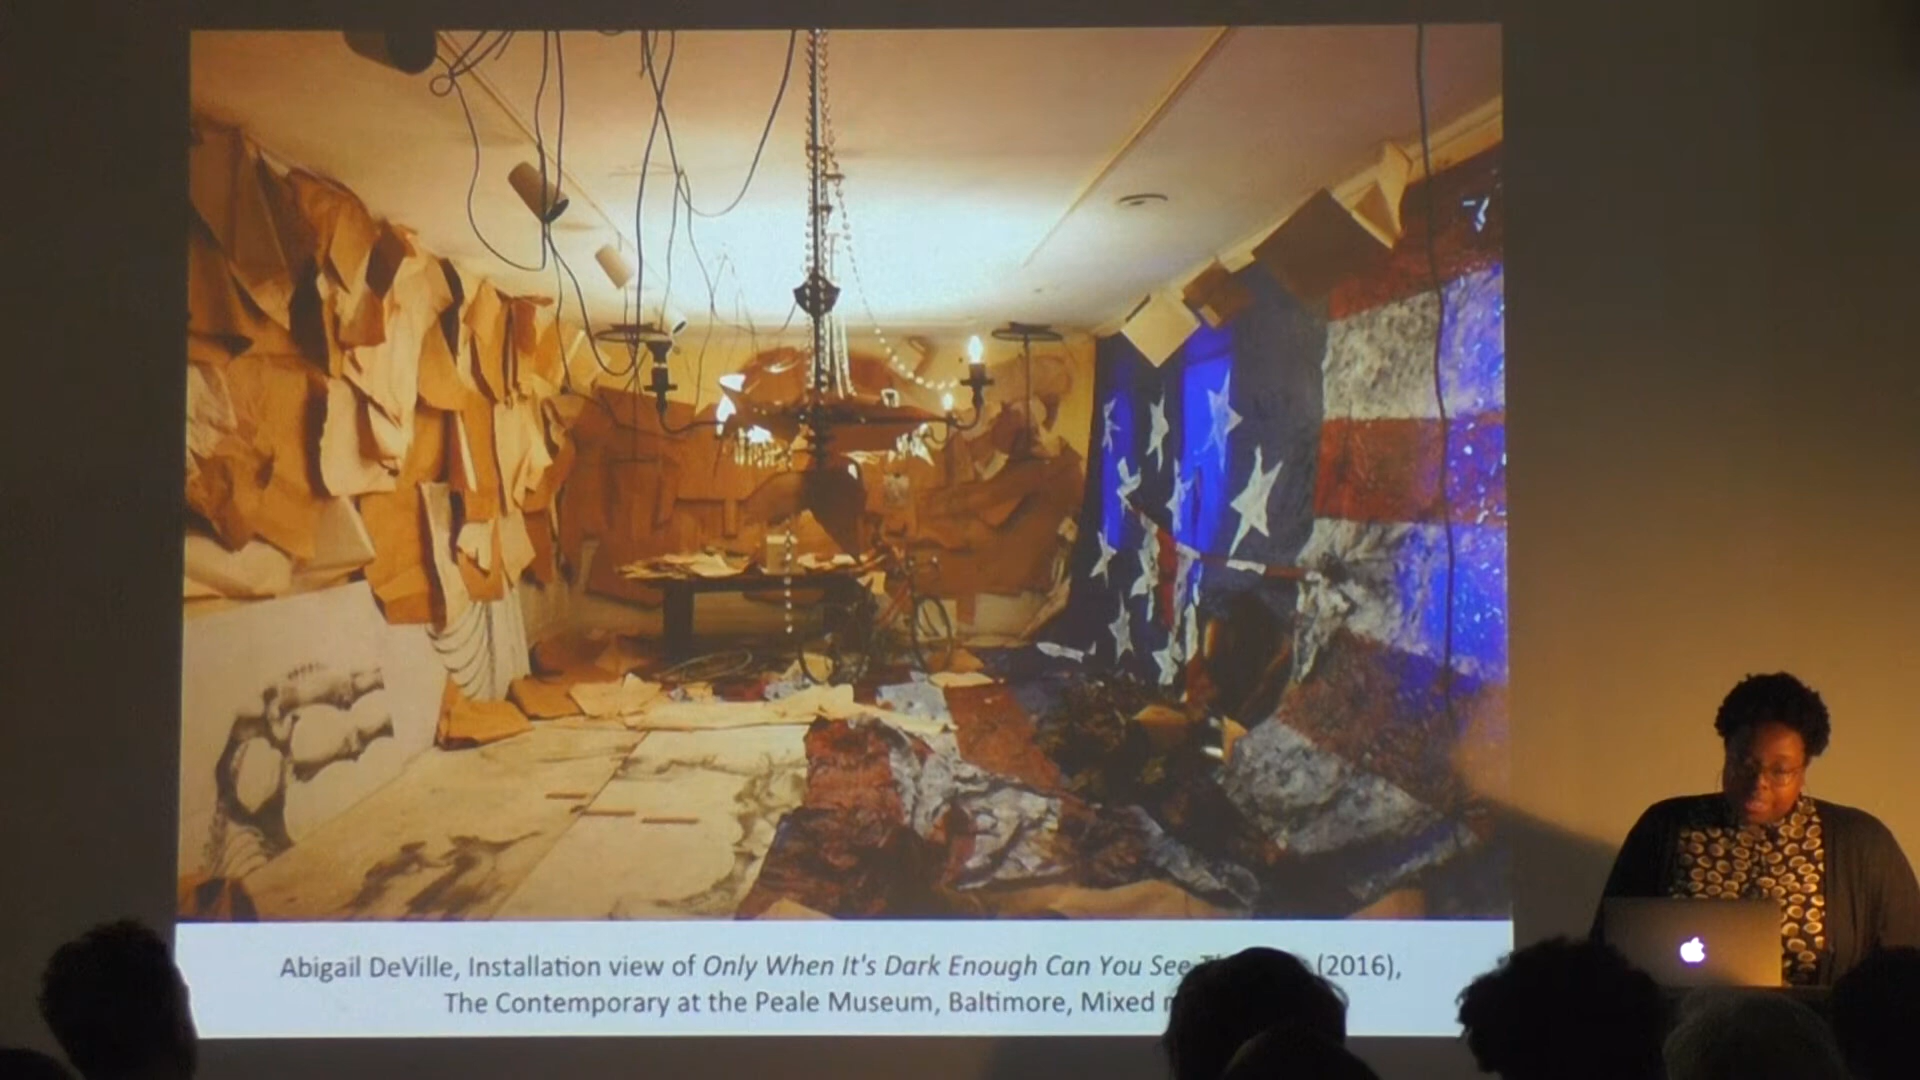 Abigail DeVille, Installation view of Only When It's Dark Enough Can You See (2016),
The Contemporary at the Peale Museum, Baltimore, Mixed